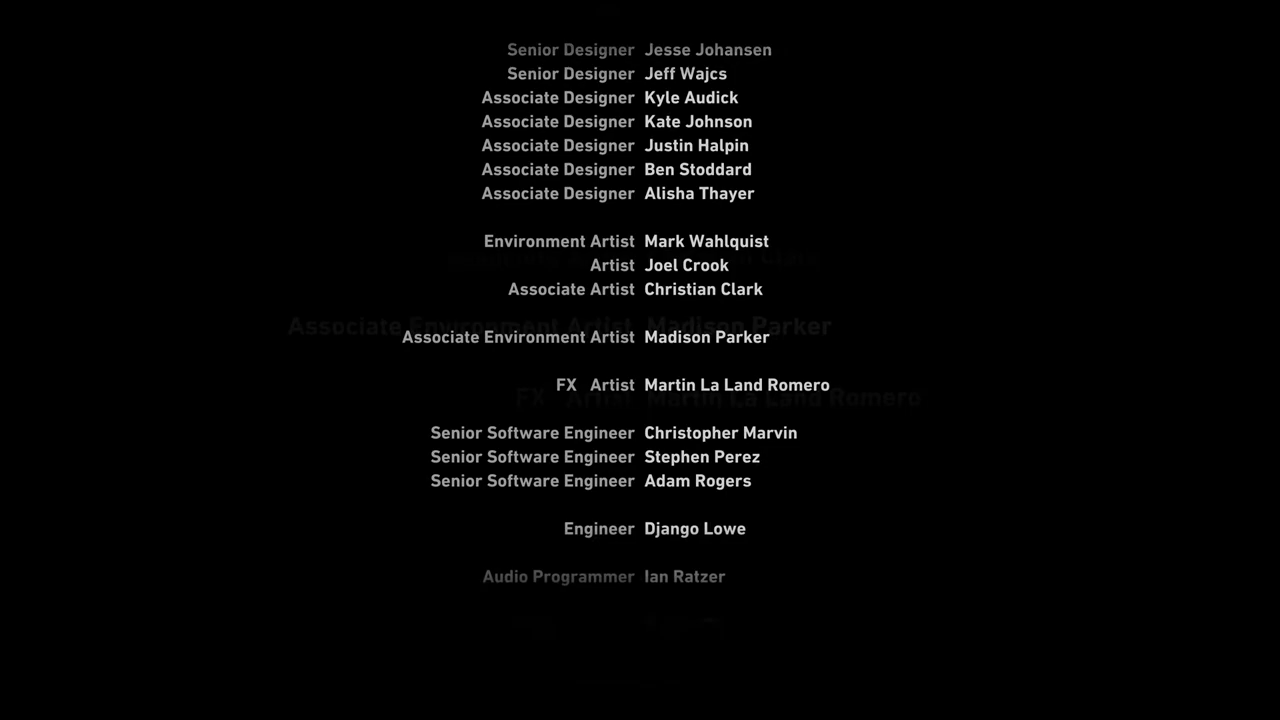 Senior Designer Jesse Johansen
Senior Designer Jeff Wajcs
Associate Designer Kyle Audick
Associate Designer Kate Johnson
Associate Designer Justin Halpin
Associate Designer Ben Stoddard
Associate Designer Alisha Thayer
Environment Artist Mark Wahlquist
Artist Joel Crook
Associate Artist Christian Clark
Associate Environment Artist Madison Parker
FX Artist Martin La Land Romero
Senior Software Engineer Christopher Marvin
Senior Software Engineer Stephen Perez
Senior Software Engineer Adam Rogers
Engineer Django Lowe
Audio Programmer Ian Ratzer